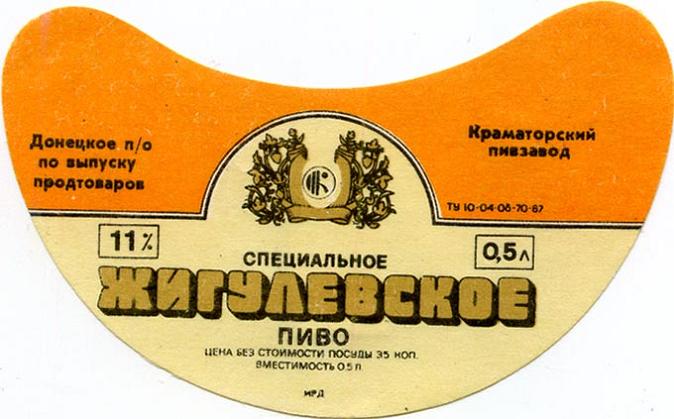 Донецкое п/о
по выпуску
продтоваров
Краматорский
пивзавод
ТУ 10-04-06-70-87
11%
0,5л
СПЕЦИАЛЬНОЕ
ЖИГУЛЕВСКОЕ
ПИВО
ЦЕНА БЕЗ СТОИМОСТИ ПОСУДЫ 35 КОП.
ВМЕСТИМОСТЬ 0.5 Л